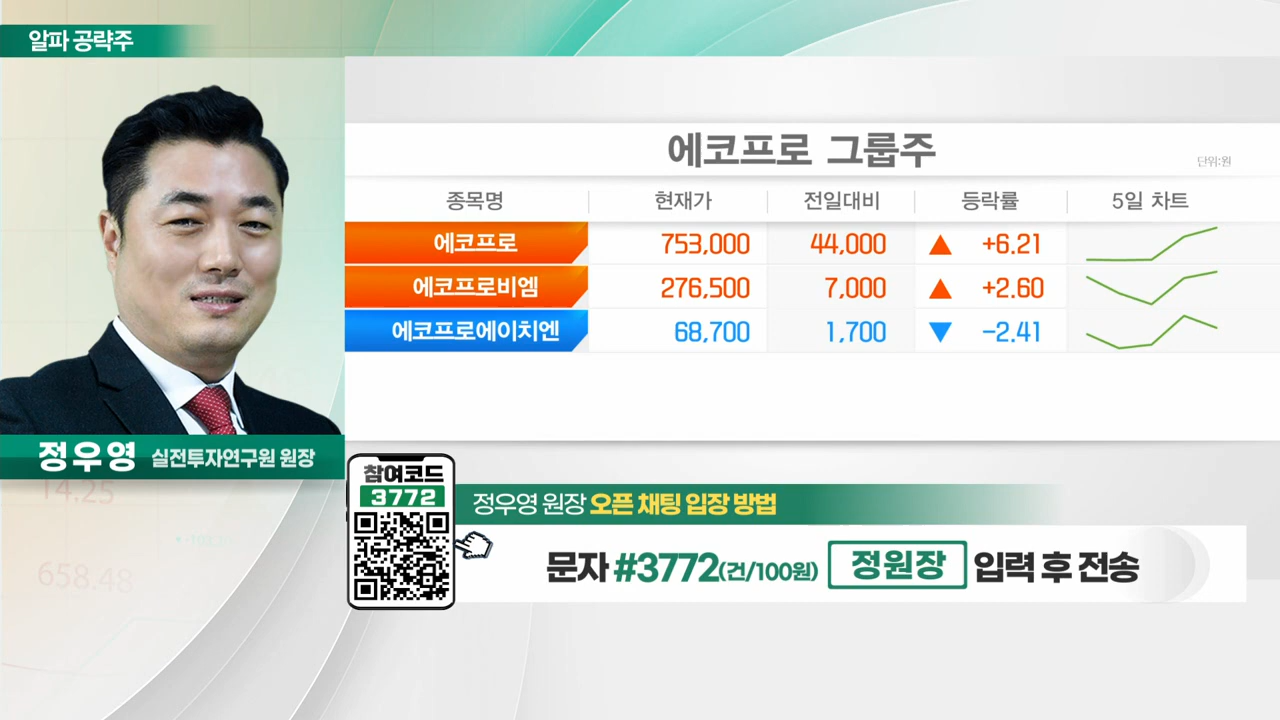 알파 공략주
에코프로 그룹주
단위:원
종목명 현재가 전일대비 등락률 5일 차트
에코프로 753,000 44,000 ▲ +6.21
에코프로비엠 276,500 7,000 ▲ +2.60
에코프로에이치엔 68,700 1,700 ▼ -2.41
정우영 실전투자연구원 원장
14.25
-102.10
658.48
참여코드
3772
정우영 원장 오픈 채팅 입장 방법
문자 #3772(건/100원) 정원장 입력 후 전송